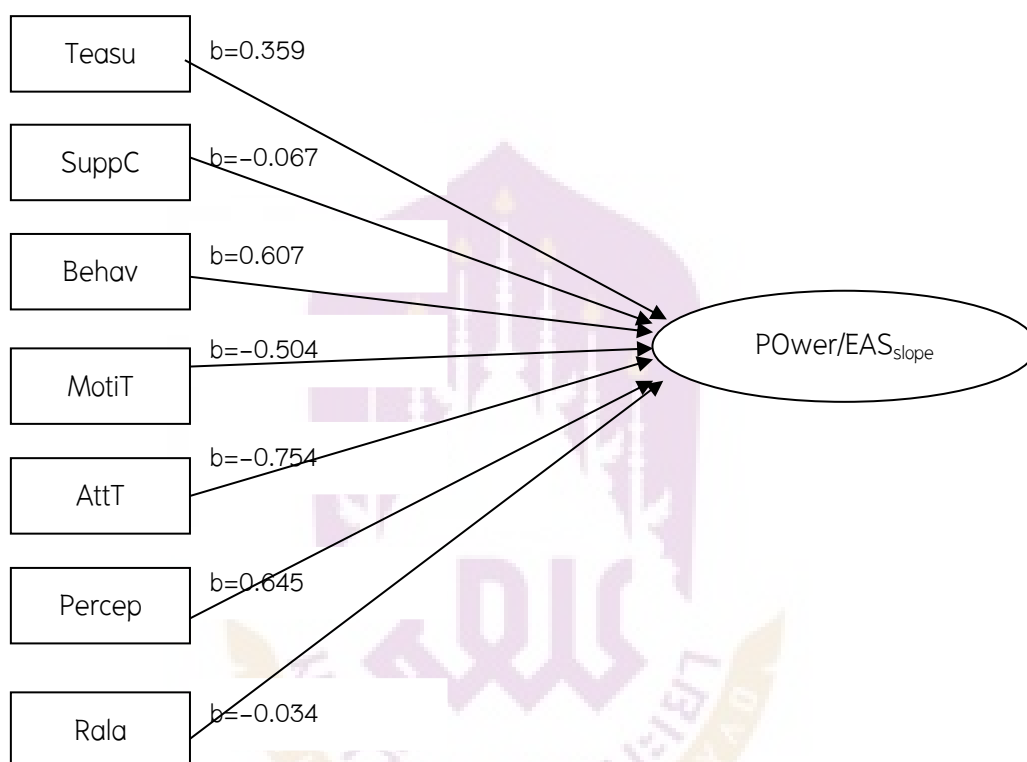 Teasu
b=0.359
SuppC
b=-0.067
Behav
b=0.607
MotiT
b=-0.504
AttT
b=-0.754
Percep
b=0.645
Rala
b=-0.034
POwer/EASslope